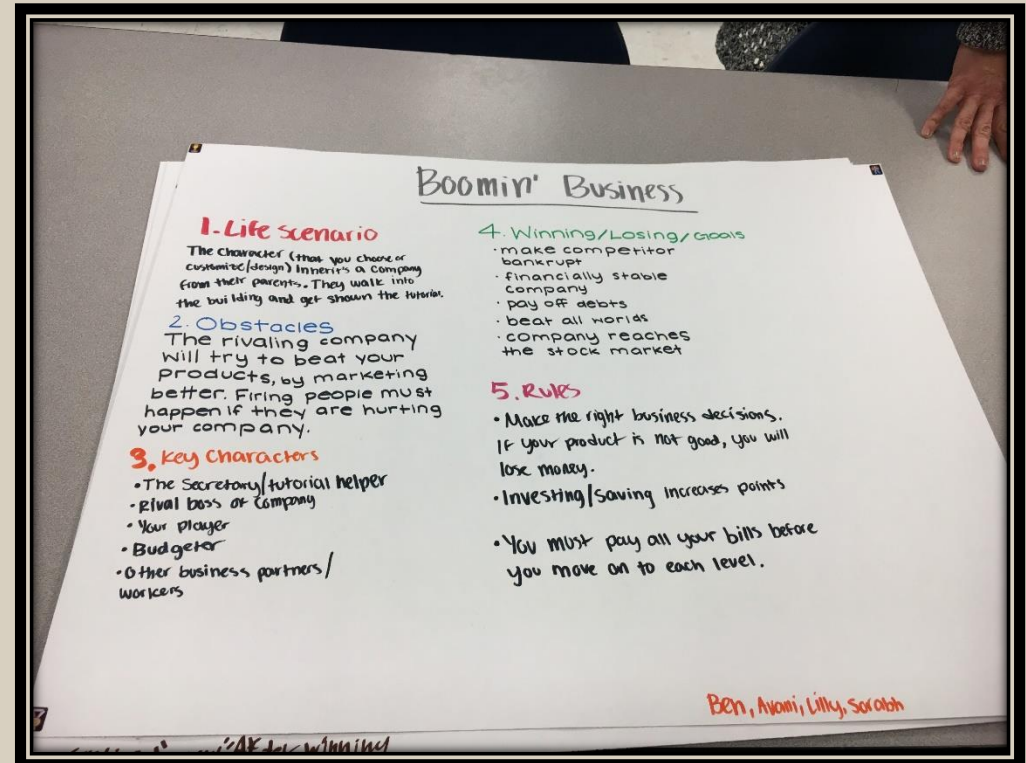 Boomin' Business
1. Life scenario
The character (that you choose or
customize/design) Inherits a company
from their parents. They walk into
the building and get shown the tutorial.
2. Obstacles
The rivaling company
will try to beat your
products, by marketing
better. Firing people must
happen if they are hurting
your company.
3. Key Characters
• The Secretary/tutorial helper
• Rival boss of Company
• Your player
• Budgeter
• Other business partners/
workers
4. Winning/Losing/Goals
• make competitor
bankrupt
• financially stable
company
• pay off debts
• beat all worlds
• company reaches
the stock market
5. Rules
• Make the right business decisions.
If your product is not good, you will
lose money.
• Investing/Saving increases points
• You must pay all your bills before
you move on to each level.
Ben, Avani, Lilly, Sorabh
winning